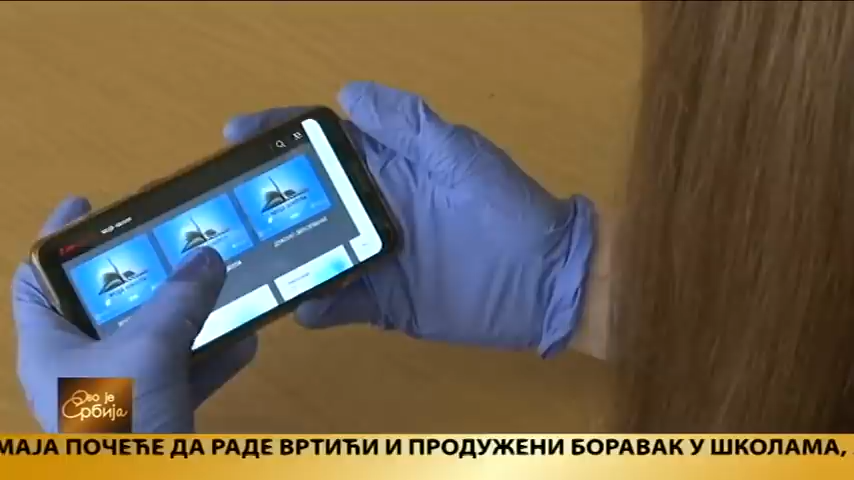 Ово је
Србија
МАЈА ПОЧЕЋЕ ДА РАДЕ ВРТИЋИ И ПРОДУЖЕНИ БОРАВАК У ШКОЛАМА,